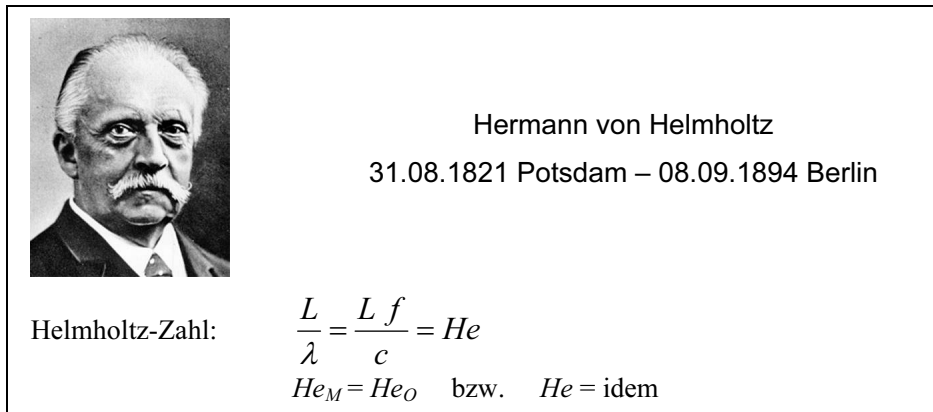 Hermann von Helmholtz
31.08.1821 Potsdam – 08.09.1894 Berlin
Helmholtz-Zahl: L/λ = L f/c = He
He_M = He_O bzw. He = idem